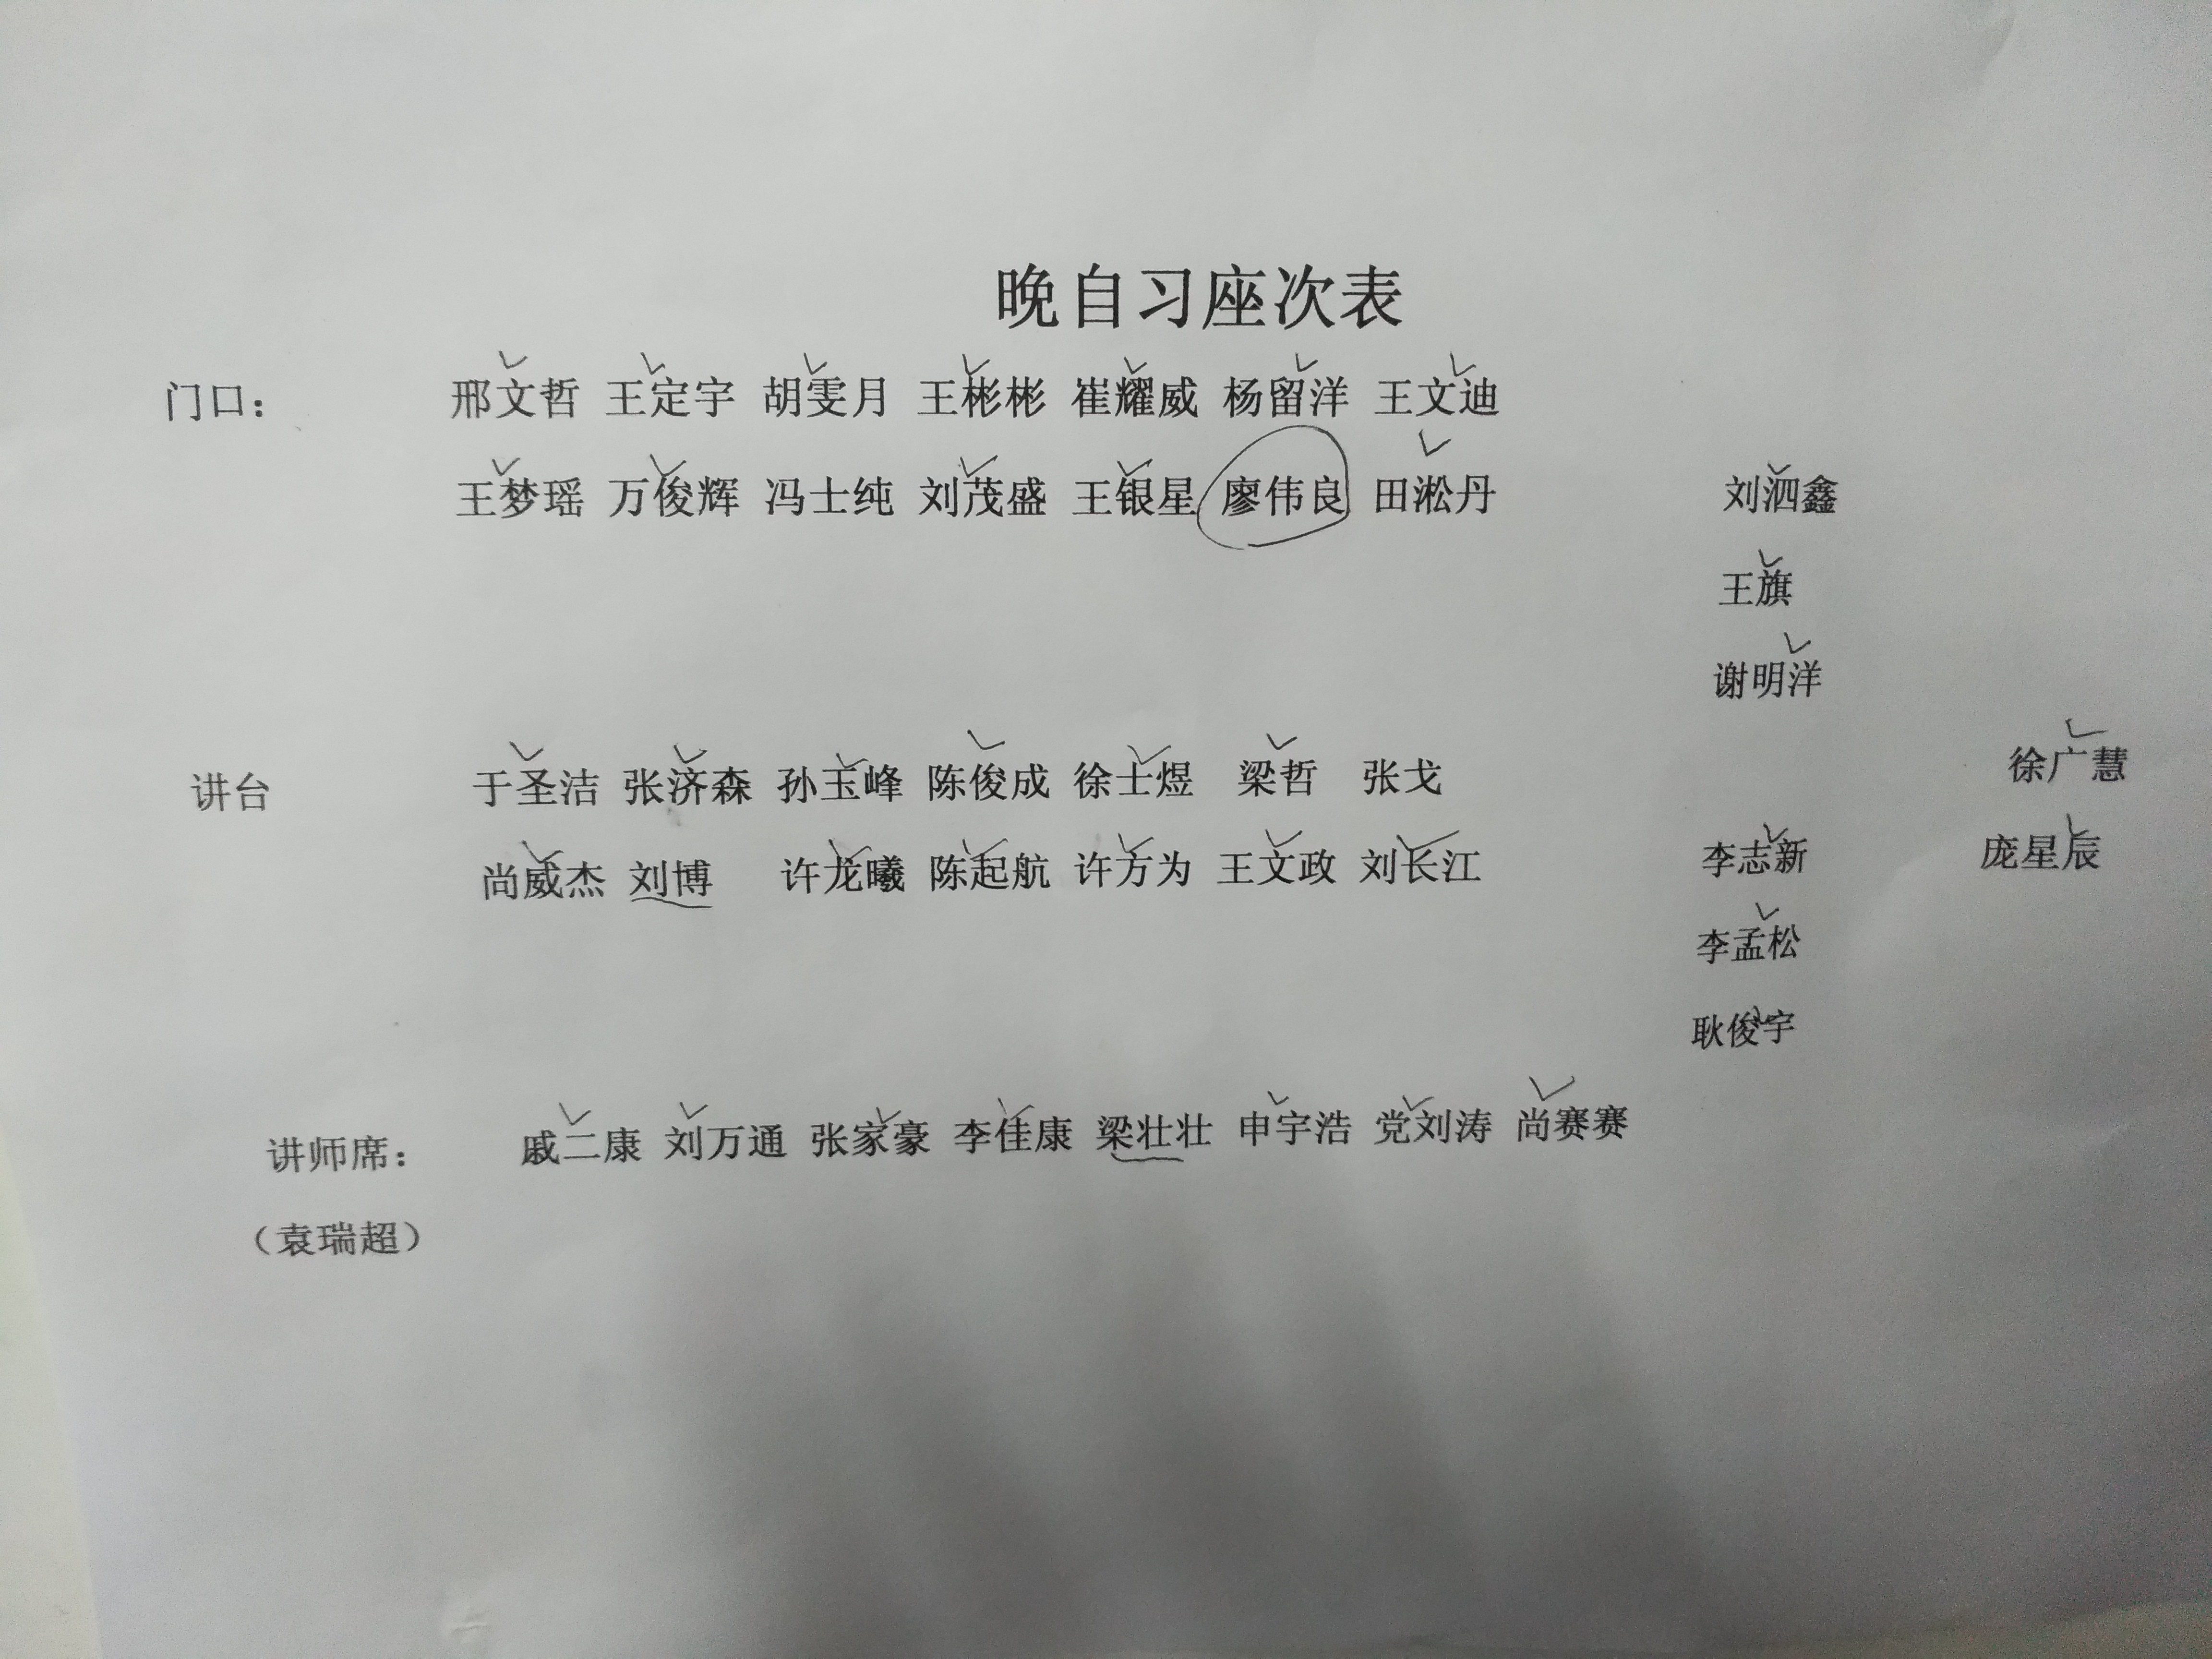 晚自习座次表
门口： 邢文哲 王定宇 胡雯月 王彬彬 崔耀威 杨留洋 王文迪
王梦瑶 万俊辉 冯士纯 刘茂盛 王银星 廖伟良 田淞丹 刘泗鑫
王旗
谢明洋
讲台 于圣洁 张济森 孙玉峰 陈俊成 徐士煜 梁哲 张戈 徐广慧
尚威杰 刘博 许龙曦 陈起航 许方为 王文政 刘长江 李志新 庞星辰
李孟松
耿俊宇
讲师席： 戚二康 刘万通 张家豪 李佳康 梁壮壮 申宇浩 党刘涛 尚赛赛
（袁瑞超）